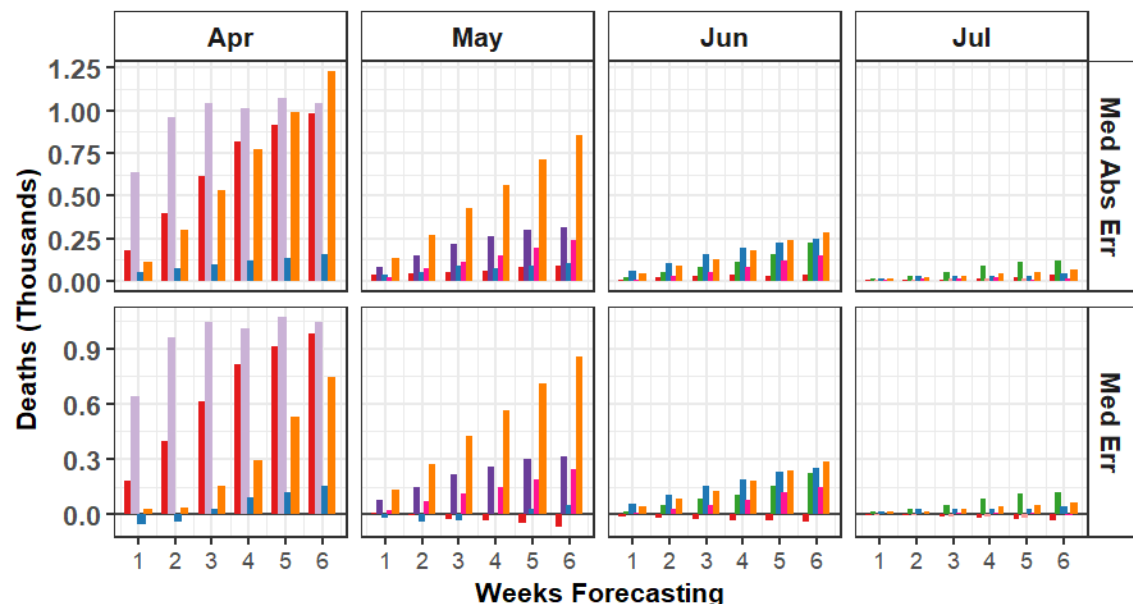 Apr May Jun Jul
1.25
1.00
0.75
0.50
0.25
0.00
Med Abs Err
Deaths (Thousands)
0.9
0.6
0.3
0.0
Med Err
1 2 3 4 5 6 1 2 3 4 5 6 1 2 3 4 5 6 1 2 3 4 5 6
Weeks Forecasting